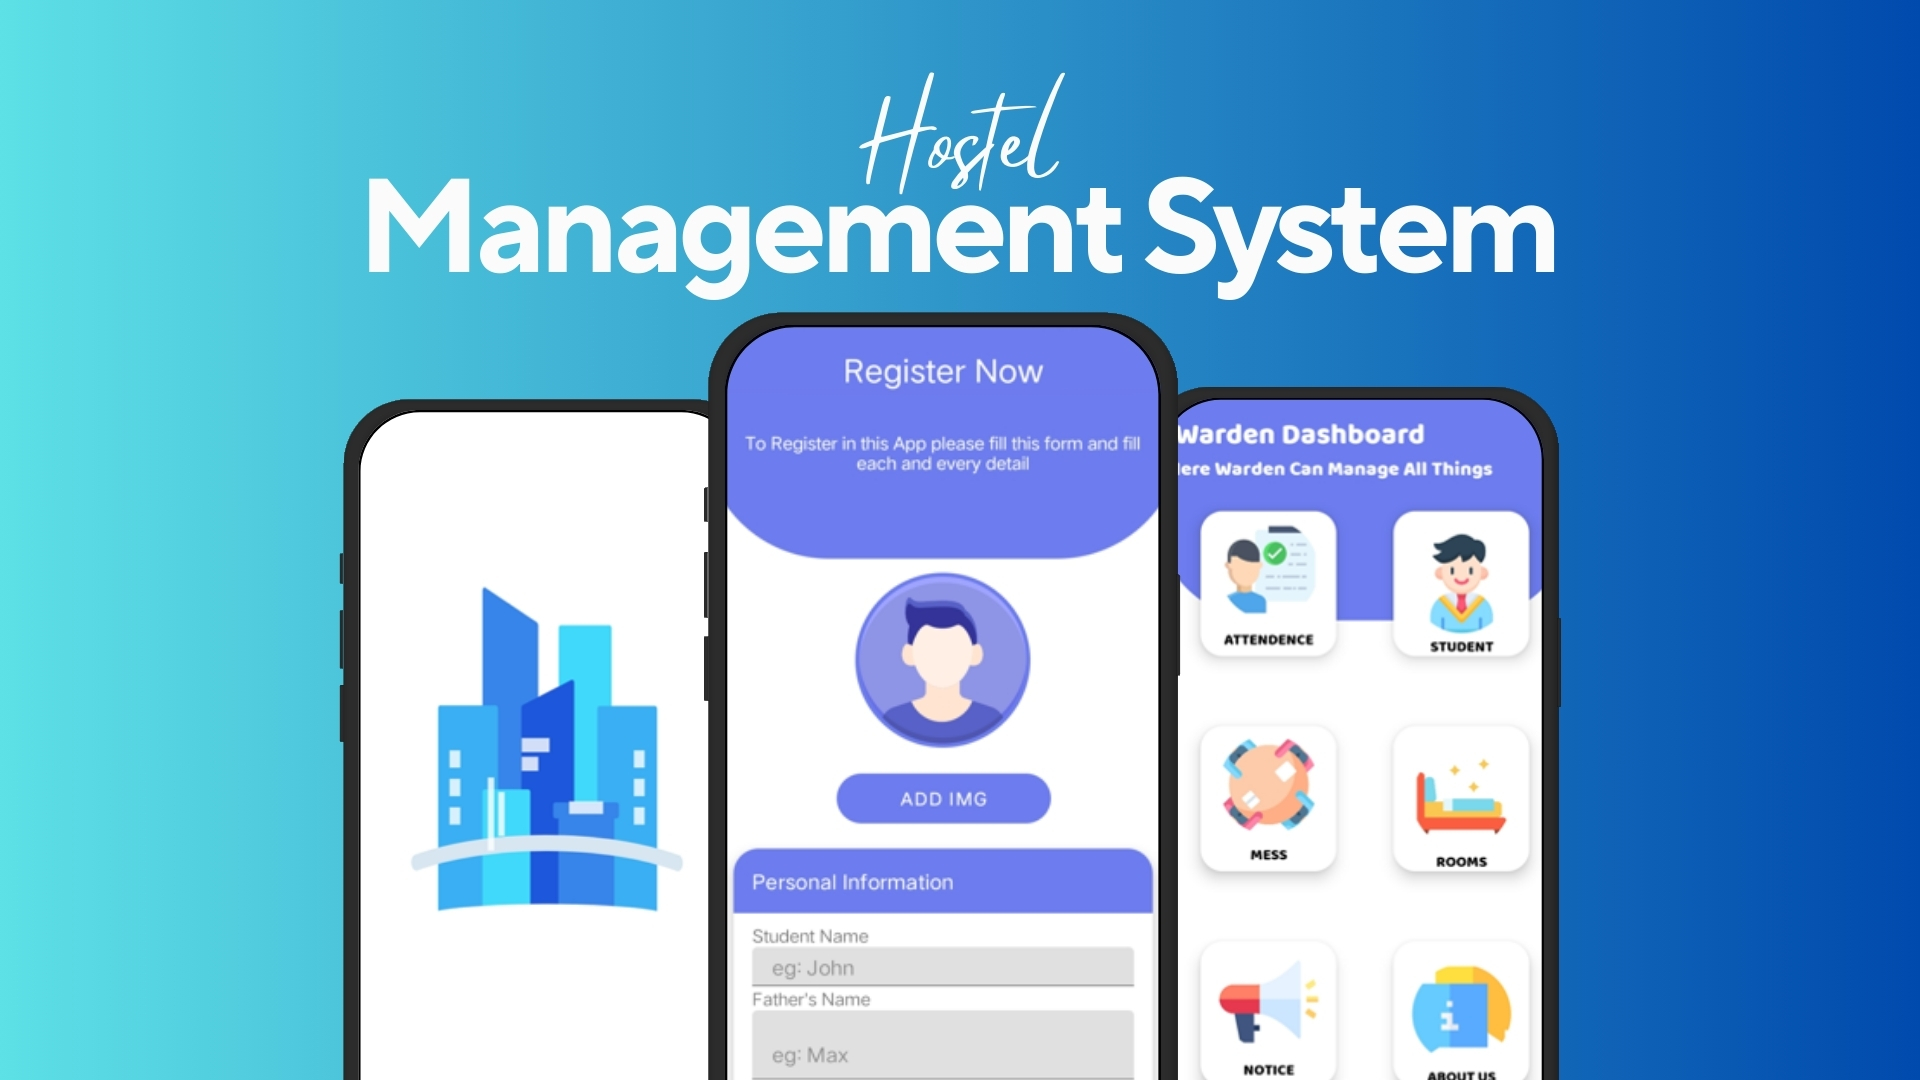 Hostel
Management System
Register Now
To Register in this App please fill this form and fill
each and every detail
ADD IMG
Personal Information
Student Name
eg: John
Father's Name
eg: Max
Warden Dashboard
Here Warden Can Manage All Things
ATTENDENCE
STUDENT
MESS
ROOMS
NOTICE
ABOUT US